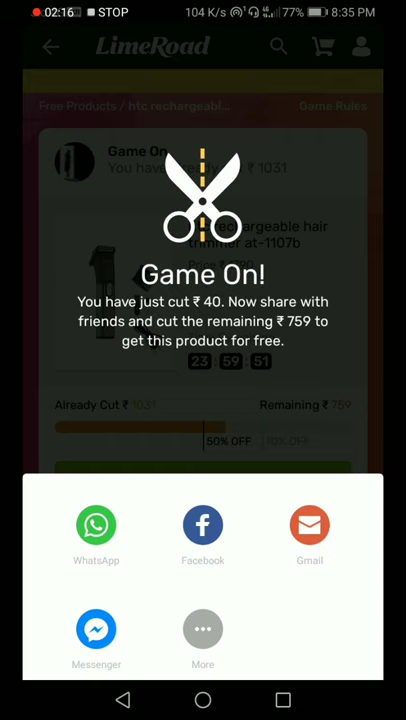 02:16 STOP 104 K/s 77% 8:35 PM
LimeRoad
Free Products / htc rechargeabl... Game Rules
Game On
You have already cut ₹ 1031
rechargeable hair
trimmer at-1107b
Game On!
You have just cut ₹ 40. Now share with
friends and cut the remaining ₹ 759 to
get this product for free.
23 : 59 : 51
Already Cut ₹ 1031 Remaining ₹ 759
50% OFF
WhatsApp Facebook Gmail
Messenger More